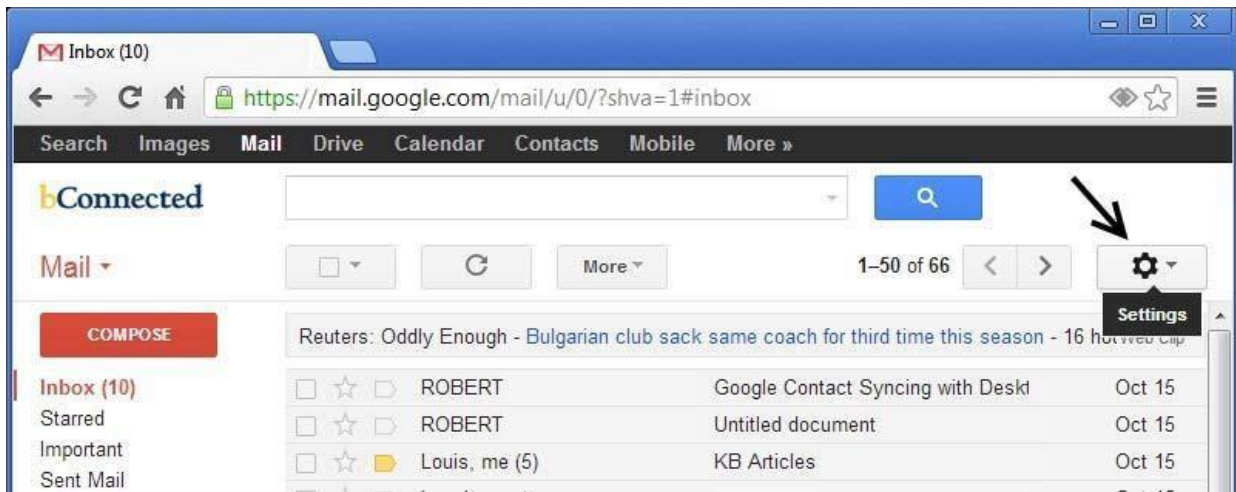 Inbox (10)
https://mail.google.com/mail/u/0/?shva=1#inbox
Search Images Mail Drive Calendar Contacts Mobile More »
bConnected
Mail More 1–50 of 66
Settings
COMPOSE Reuters: Oddly Enough - Bulgarian club sack same coach for third time this season - 16 Web Clip
Inbox (10) ROBERT Google Contact Syncing with Deskt Oct 15
Starred ROBERT Untitled document Oct 15
Important
Louis, me (5) KB Articles Oct 15
Sent Mail